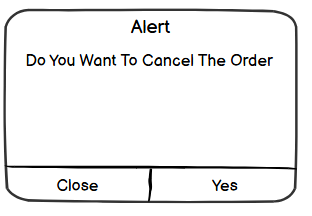 Alert
Do You Want To Cancel The Order
Close
Yes